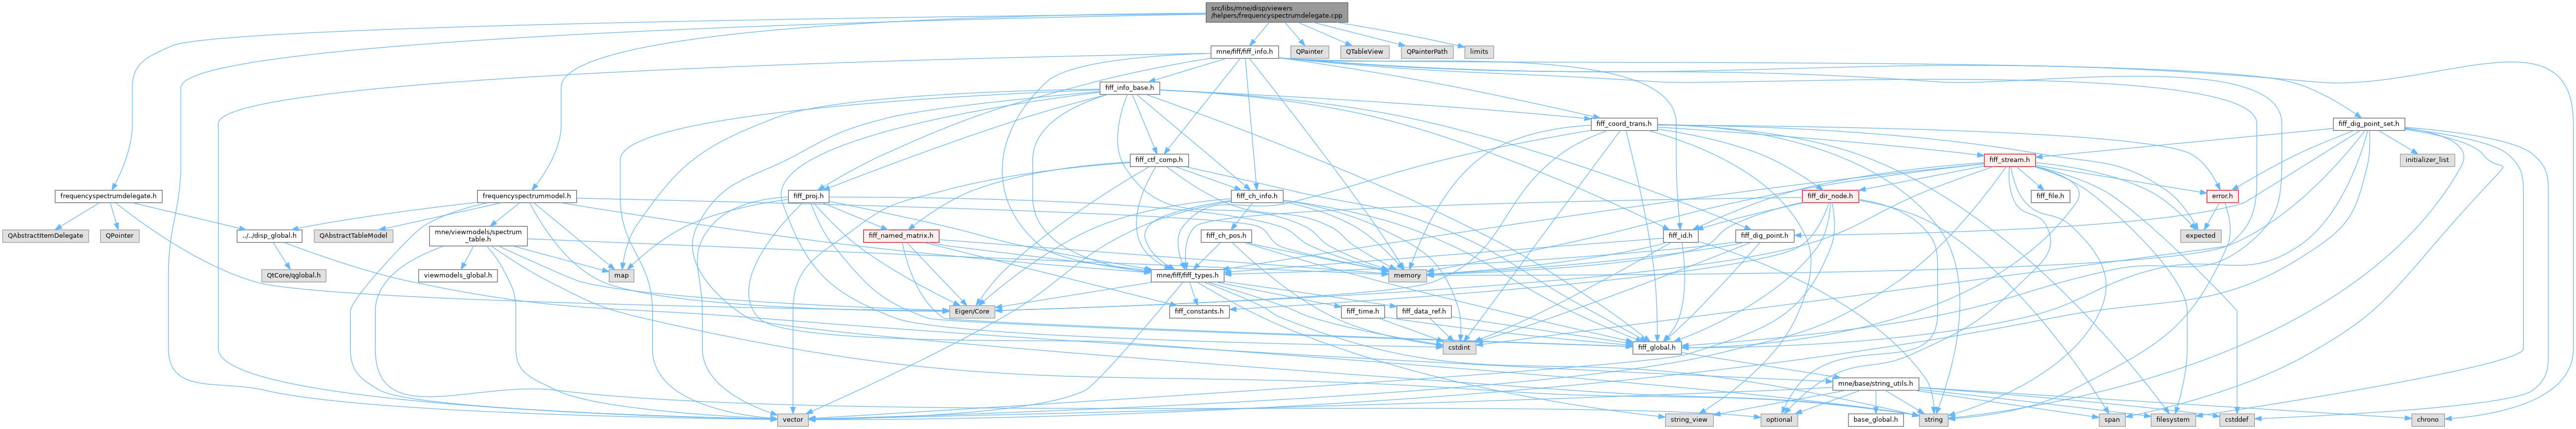 src/libs/mne/disp/viewers
/helpers/frequencyspectrumdelegate.cpp
mne/fiff/fiff_info.h
QPainter
QTableView
QPainterPath
limits
fiff_info_base.h
fiff_coord_trans.h
fiff_dig_point_set.h
fiff_ctf_comp.h
fiff_stream.h
initializer_list
frequencyspectrumdelegate.h
frequencyspectrummodel.h
fiff_proj.h
fiff_ch_info.h
fiff_dir_node.h
fiff_file.h
error.h
QAbstractItemDelegate
QPointer
../../disp_global.h
QAbstractTableModel
mne/viewmodels/spectrum
_table.h
fiff_named_matrix.h
fiff_ch_pos.h
fiff_id.h
fiff_dig_point.h
expected
QtCore/qglobal.h
viewmodels_global.h
map
mne/fiff/fiff_types.h
memory
Eigen/Core
fiff_constants.h
fiff_time.h
fiff_data_ref.h
cstdint
fiff_global.h
mne/base/string_utils.h
vector
string_view
optional
base_global.h
string
span
filesystem
cstddef
chrono